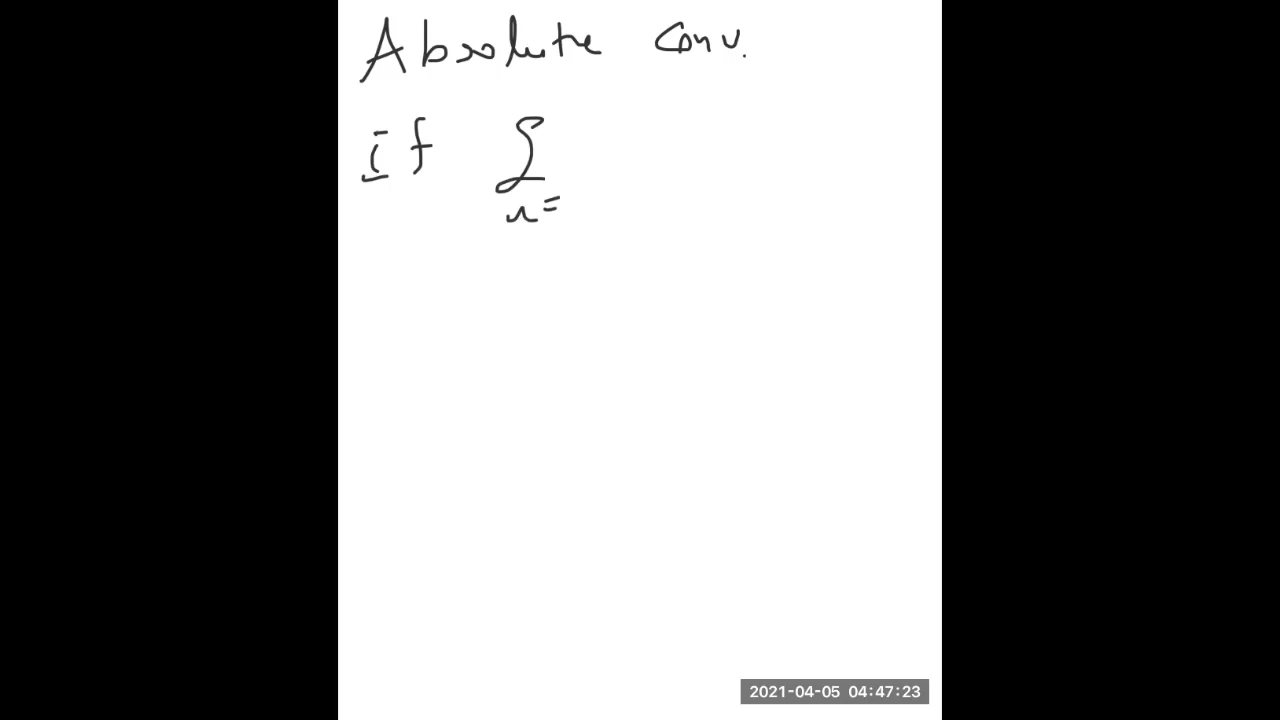 Absolute Conv.
If ∑
n=
2021-04-05 04:47:23